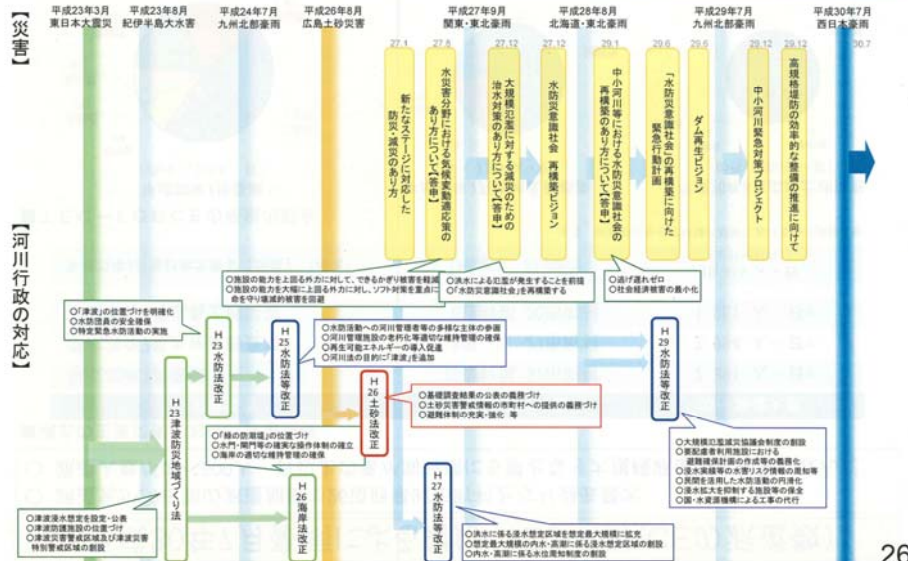 平成23年3月
東日本大震災
平成23年8月
紀伊半島大水害
平成24年7月
九州北部豪雨
平成26年8月
広島土砂災害
平成27年9月
関東・東北豪雨
平成28年8月
北海道・東北豪雨
平成29年7月
九州北部豪雨
平成30年7月
西日本豪雨
【災害】
27.1
27.8
27.12
27.12
29.1
29.6
29.6
29.12
29.12
30.7
新たなステージに対応した
防災・減災のあり方
水災害分野における気候変動適応策の
あり方について【答申】
大規模氾濫に対する減災のための
治水対策のあり方について【答申】
水防災意識社会 再構築ビジョン
中小河川等における水防災意識社会の
再構築のあり方について【答申】
「水防災意識社会」の再構築に向けた
緊急行動計画
ダム再生ビジョン
中小河川緊急対策プロジェクト
高規格堤防の効率的な整備の推進に向けて
【河川行政の対応】
○施設の能力を上回る外力に対して、できるかぎり被害を軽減
○施設の能力を大幅に上回る外力に対し、ソフト対策を重点に
命を守り壊滅的被害を回避
○洪水による氾濫が発生することを前提
○「水防災意識社会」を再構築する
○逃げ遅れゼロ
○社会経済被害の最小化
○「津波」の位置づけを明確化
○水防団員の安全確保
○特定緊急水防活動の実施
H23水防法改正
H25水防法等改正
○水防活動への河川管理者等の多様な主体の参画
○河川管理施設の老朽化等適切な維持管理の確保
○再生可能エネルギーの導入促進
○河川法の目的に「津波」を追加
H29水防法等改正
H26土砂法改正
○基礎調査結果の公表の義務づけ
○土砂災害警戒情報の市町村への提供の義務づけ
○避難体制の充実・強化 等
H23津波防災地域づくり法
○「緑の防潮堤」の位置づけ
○水門・閘門等の確実な操作体制の確立
○海岸の適切な維持管理の確保
H26海岸法改正
H27水防法等改正
○大規模氾濫減災協議会制度の創設
○要配慮者利用施設における
避難確保計画の作成等の義務化
○浸水実績等の水害リスク情報の周知等
○民間を活用した水防活動の円滑化
○浸水拡大を抑制する施設等の保全
○国・水資源機構による工事の代行
○津波浸水想定を設定・公表
○津波防護施設の位置づけ
○津波災害警戒区域及び津波災害
特別警戒区域の創設
○洪水に係る浸水想定区域を想定最大規模に拡充
○想定最大規模の内水・高潮に係る浸水想定区域の創設
○内水・高潮に係る水位周知制度の創設
26